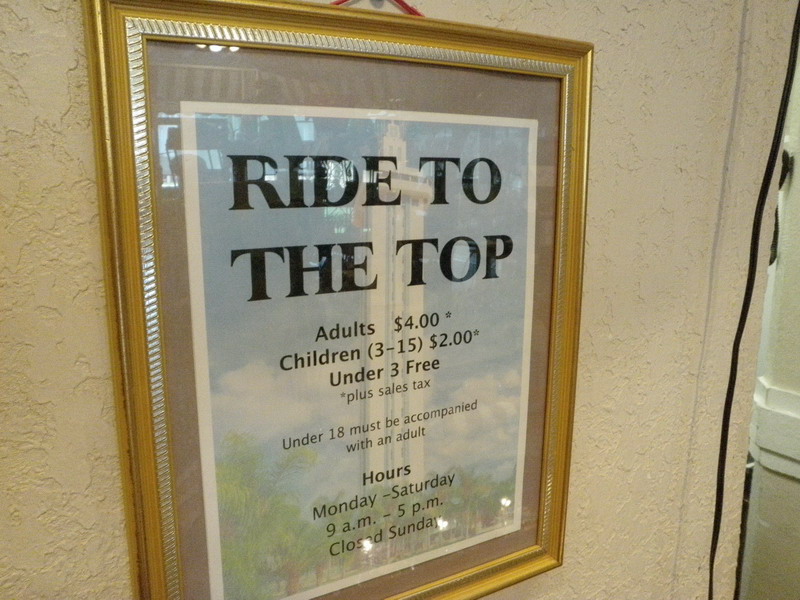 RIDE TO
THE TOP
Adults $4.00 *
Children (3-15) $2.00*
Under 3 Free
*plus sales tax
Under 18 must be accompanied
with an adult
Hours
Monday -Saturday
9 a.m. - 5 p.m.
Closed Sunday